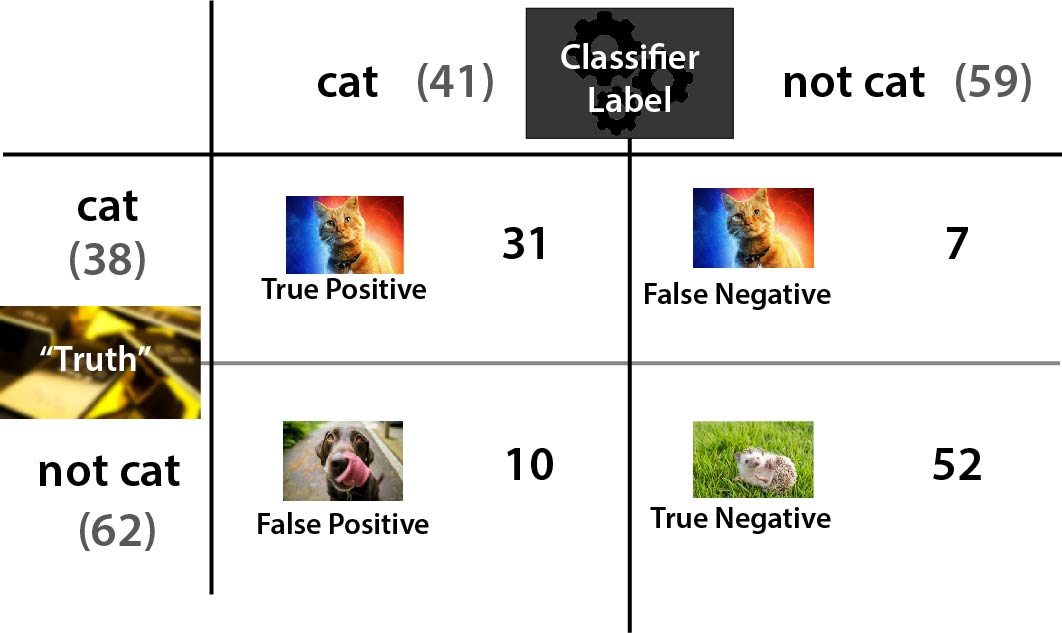 cat (41)
Classifier
Label
not cat (59)
cat
(38)
31
7
True Positive
False Negative
“Truth”
not cat
(62)
10
52
False Positive
True Negative